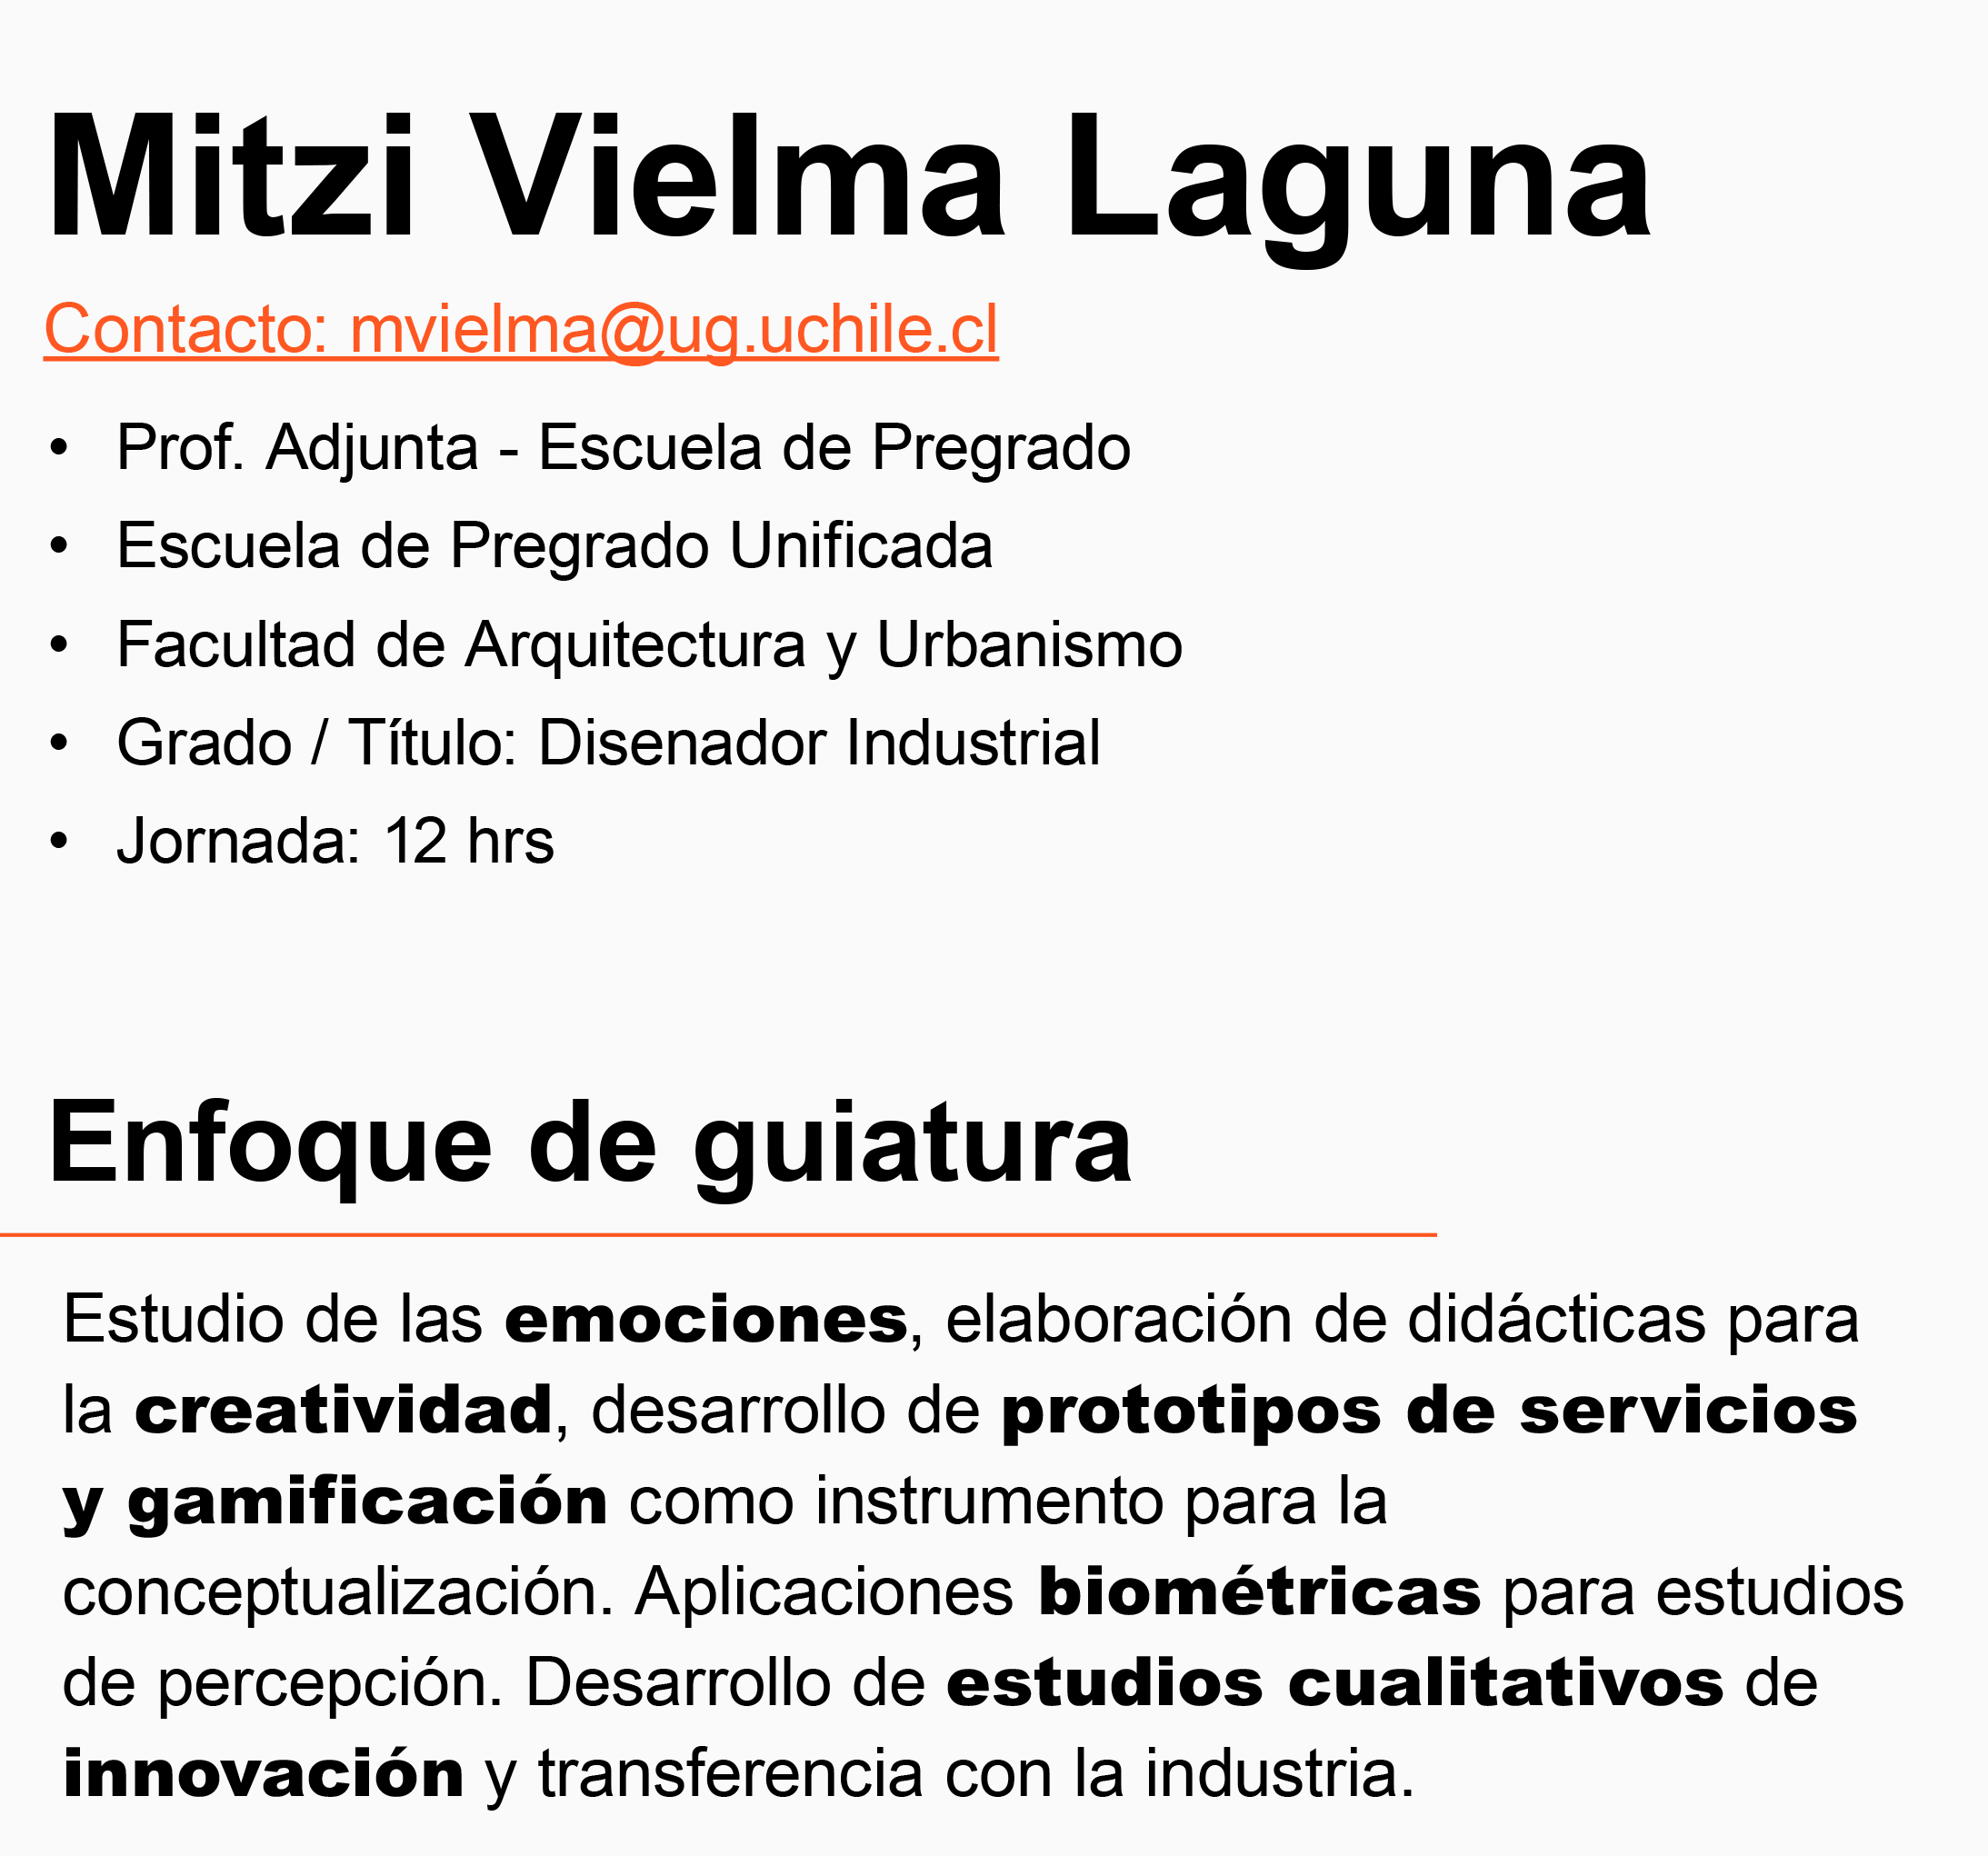 Mitzi Vielma Laguna
Contacto: mvielma@ug.uchile.cl
• Prof. Adjunta - Escuela de Pregrado
• Escuela de Pregrado Unificada
• Facultad de Arquitectura y Urbanismo
• Grado / Título: Disenador Industrial
• Jornada: 12 hrs
Enfoque de guiatura
Estudio de las emociones, elaboración de didácticas para
la creatividad, desarrollo de prototipos de servicios
y gamificación como instrumento para la
conceptualización. Aplicaciones biométricas para estudios
de percepción. Desarrollo de estudios cualitativos de
innovación y transferencia con la industria.